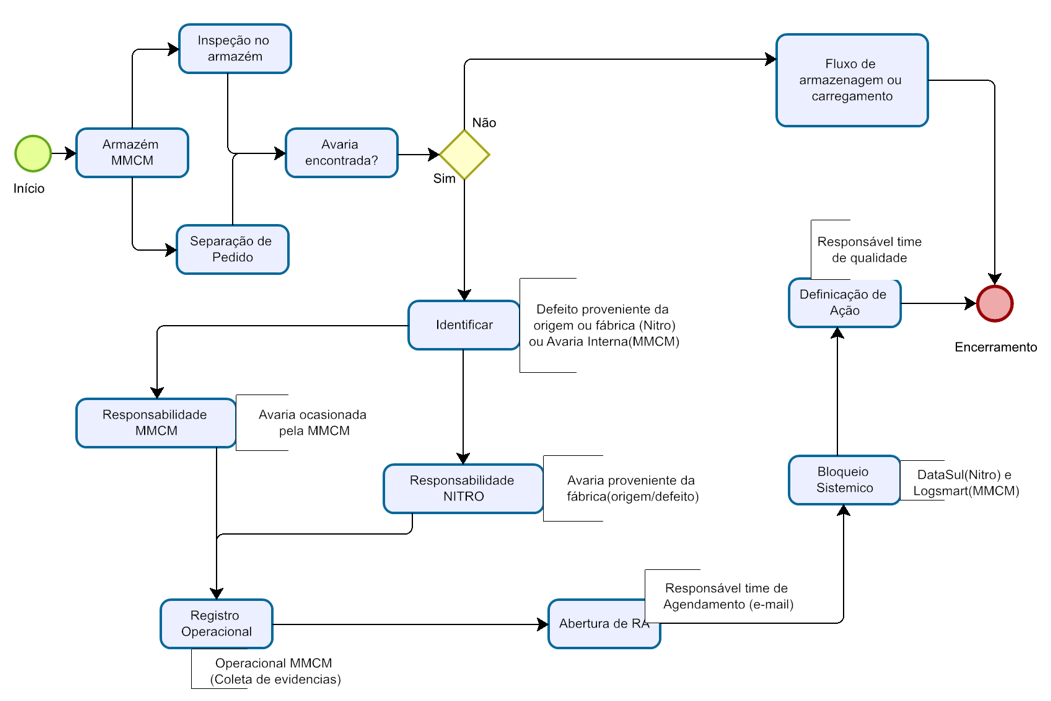 Inspeção no
armazém
Fluxo de
armazenagem ou
carregamento
Não
Armazém
MMCM
Avaria
encontrada?
Sim
Início
Separação de
Pedido
Responsável time
de qualidade
Definicação de
Ação
Encerramento
Identificar
Defeito proveniente da
origem ou fábrica (Nitro)
ou Avaria Interna(MMCM)
Responsabilidade
MMCM
Avaria ocasionada
pela MMCM
Responsabilidade
NITRO
Avaria proveniente da
fábrica(origem/defeito)
Bloqueio
Sistemico
DataSul(Nitro) e
Logsmart(MMCM)
Registro
Operacional
Operacional MMCM
(Coleta de evidencias)
Abertura de RA
Responsável time de
Agendamento (e-mail)